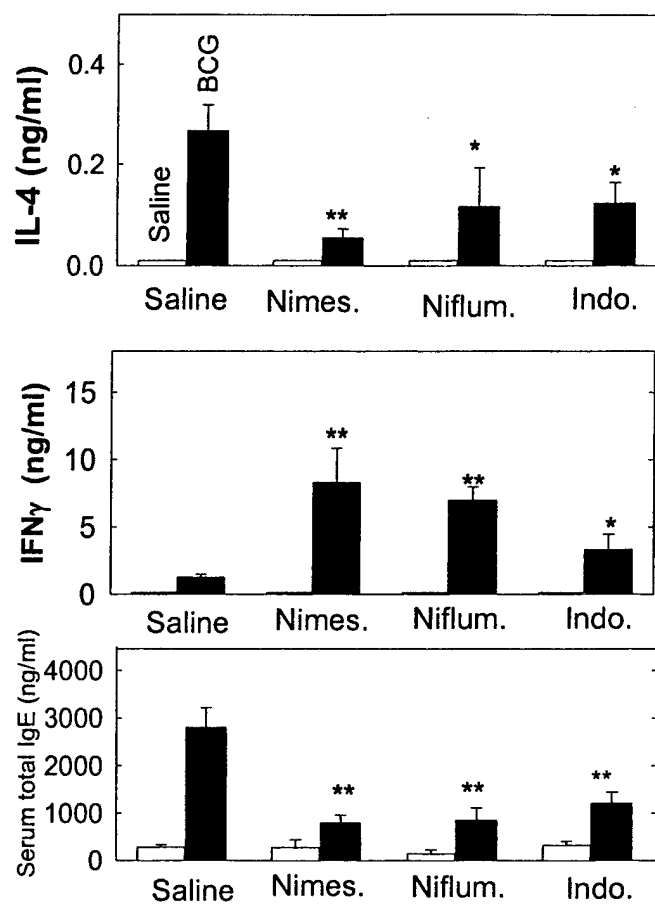 IL-4 (ng/ml)
0.4
0.2
0.0
Saline
BCG
**
*
*
Saline Nimes. Niflum. Indo.
IFNγ (ng/ml)
15
10
5
0
**
**
*
Saline Nimes. Niflum. Indo.
Serum total IgE (ng/ml)
4000
3000
2000
1000
0
**
**
**
Saline Nimes. Niflum. Indo.